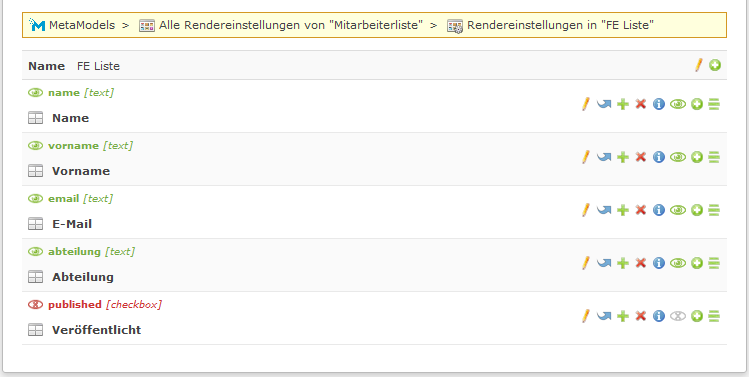 MetaModels > Alle Rendereinstellungen von "Mitarbeiterliste" > Rendereinstellungen in "FE Liste"
Name FE Liste
name [text]
Name
vorname [text]
Vorname
email [text]
E-Mail
abteilung [text]
Abteilung
published [checkbox]
Veröffentlicht